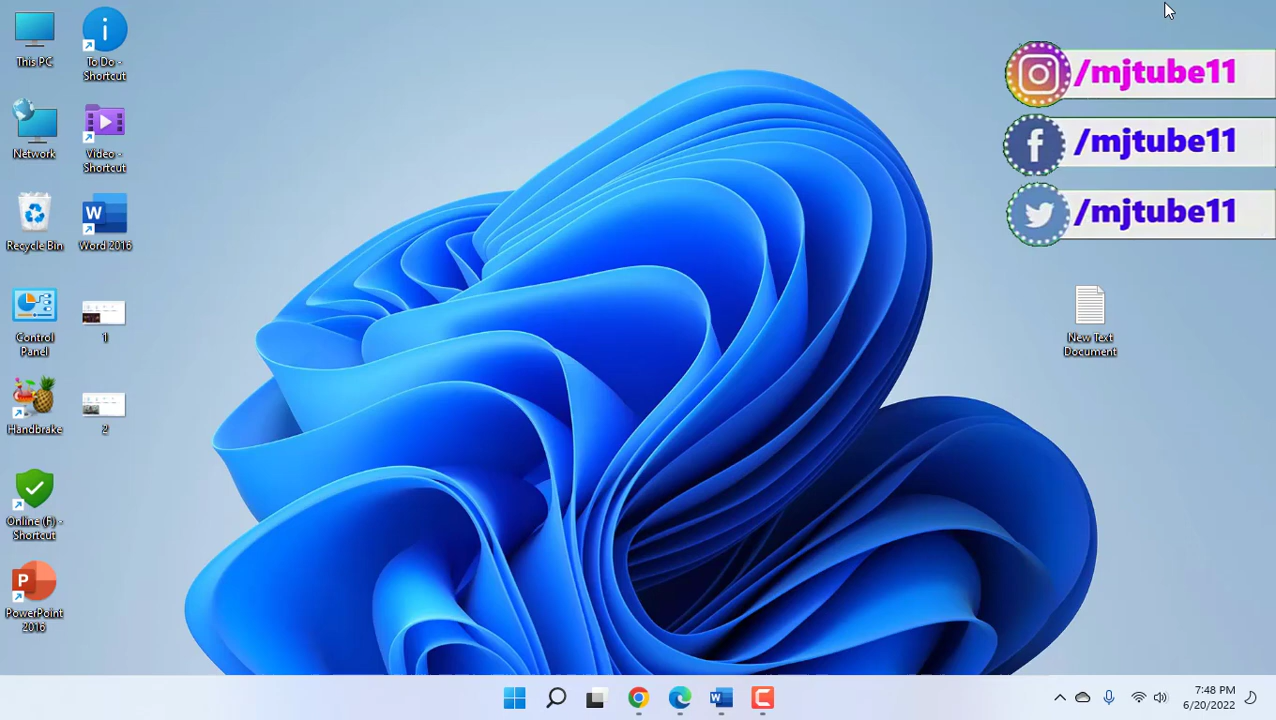 This PC
To Do -
Shortcut
Network
Video -
Shortcut
Recycle Bin
Word 2016
Control
Panel
1
Handbrake
2
Online (F) -
Shortcut
PowerPoint
2016
/mjtube11
/mjtube11
/mjtube11
New Text
Document
7:48 PM
6/20/2022